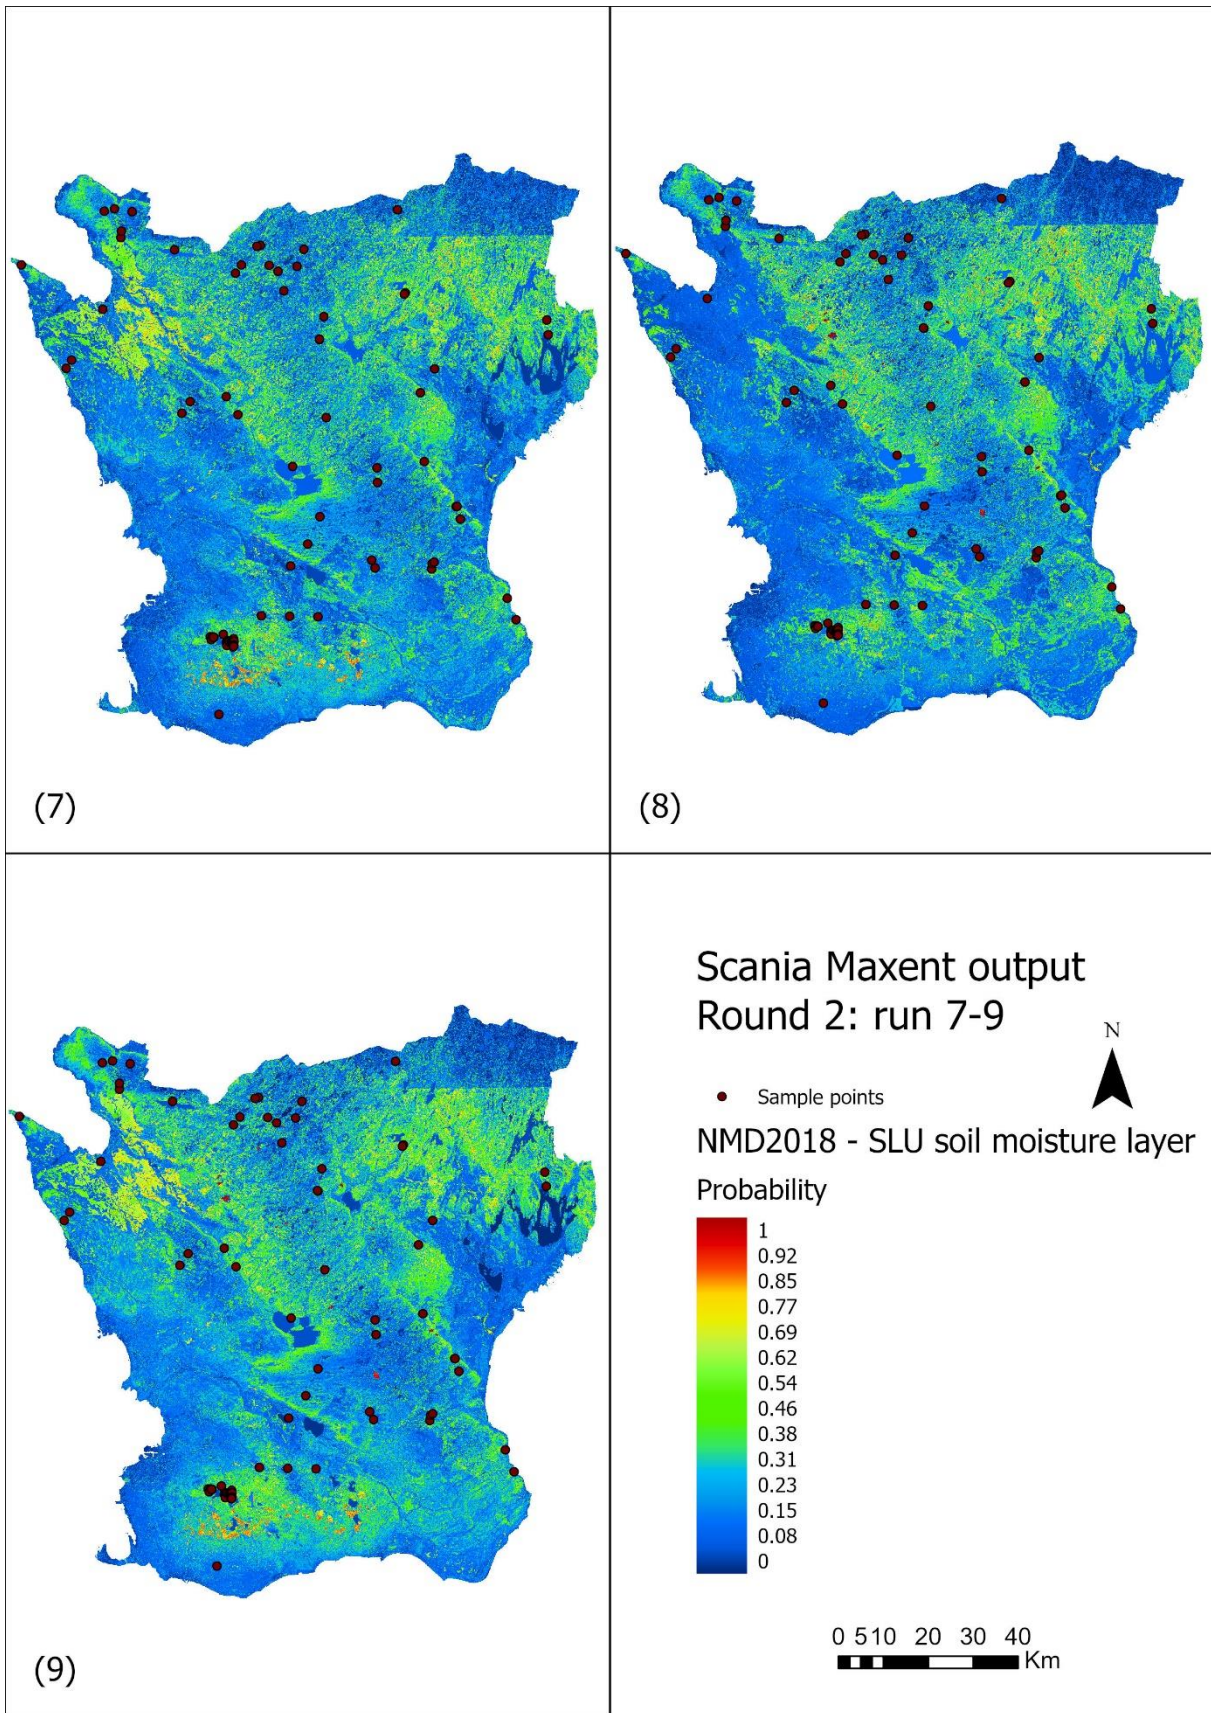 (7)
(8)
(9)
Scania Maxent output
Round 2: run 7-9
N
Sample points
NMD2018 - SLU soil moisture layer
Probability
1
0.92
0.85
0.77
0.69
0.62
0.54
0.46
0.38
0.31
0.23
0.15
0.08
0
0 5 10 20 30 40
Km